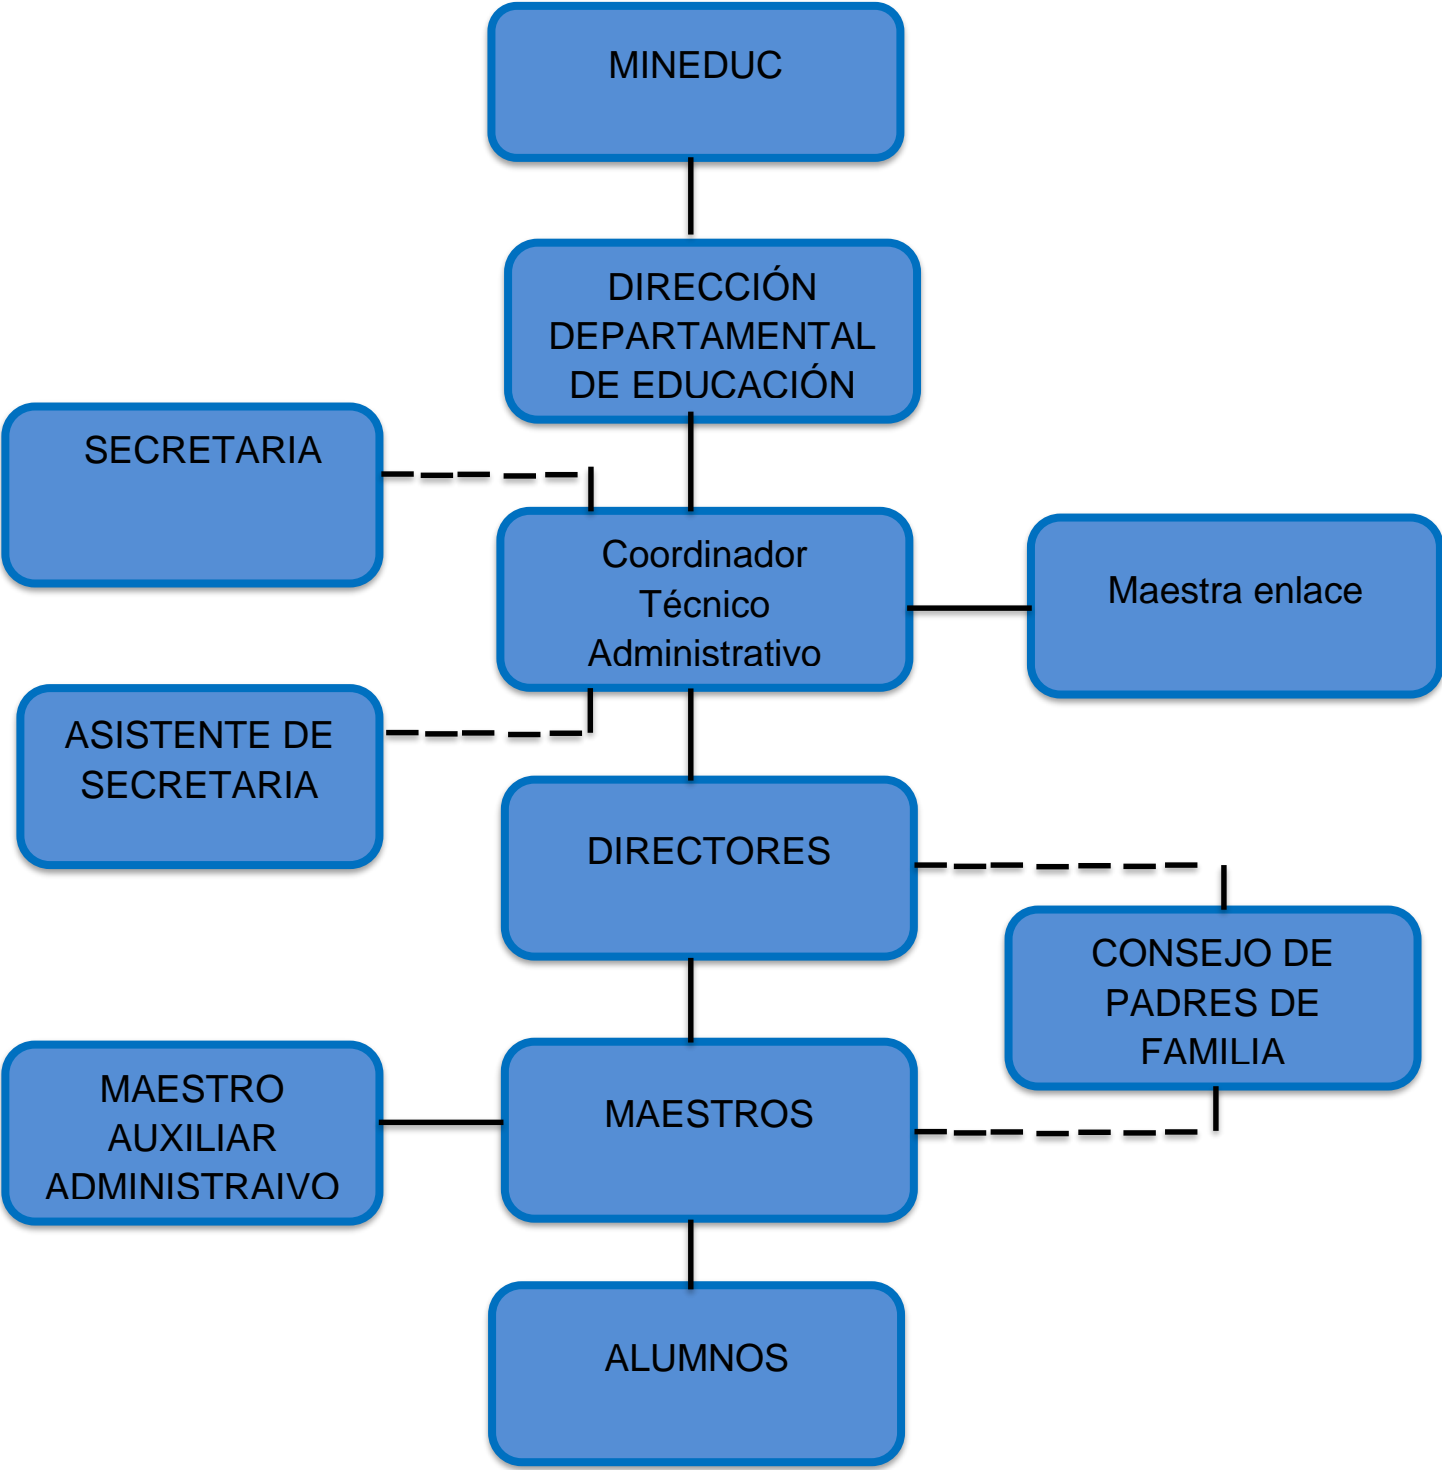 MINEDUC
DIRECCIÓN
DEPARTAMENTAL
DE EDUCACIÓN
SECRETARIA
Coordinador
Técnico
Administrativo
Maestra enlace
ASISTENTE DE
SECRETARIA
DIRECTORES
CONSEJO DE
PADRES DE
FAMILIA
MAESTRO
AUXILIAR
ADMINISTRAIVO
MAESTROS
ALUMNOS